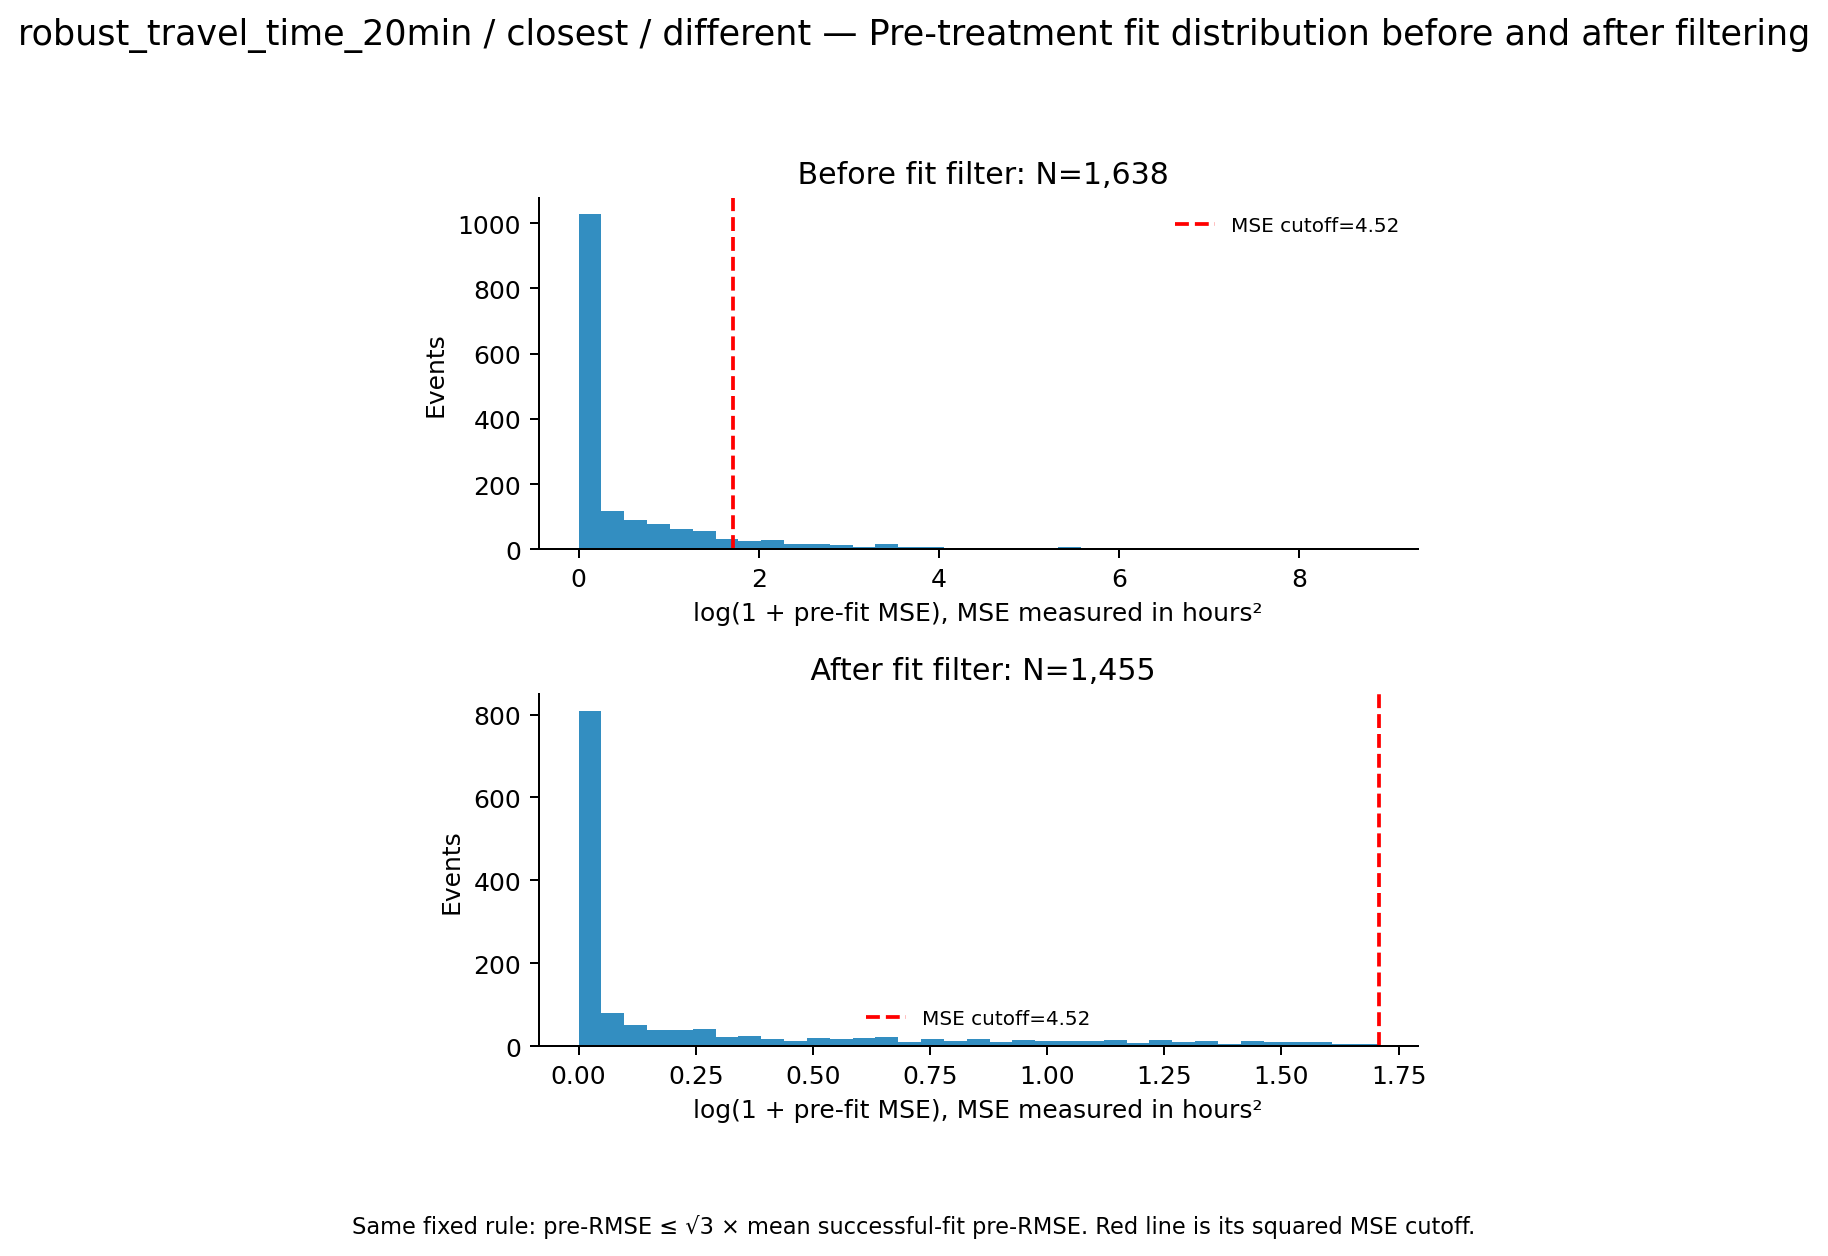 robust_travel_time_20min / closest / different — Pre-treatment fit distribution before and after filtering
Before fit filter: N=1,638
MSE cutoff=4.52
Events
1000
800
600
400
200
0
0 2 4 6 8
log(1 + pre-fit MSE), MSE measured in hours²
After fit filter: N=1,455
MSE cutoff=4.52
Events
800
600
400
200
0
0.00 0.25 0.50 0.75 1.00 1.25 1.50 1.75
log(1 + pre-fit MSE), MSE measured in hours²
Same fixed rule: pre-RMSE ≤ √3 × mean successful-fit pre-RMSE. Red line is its squared MSE cutoff.